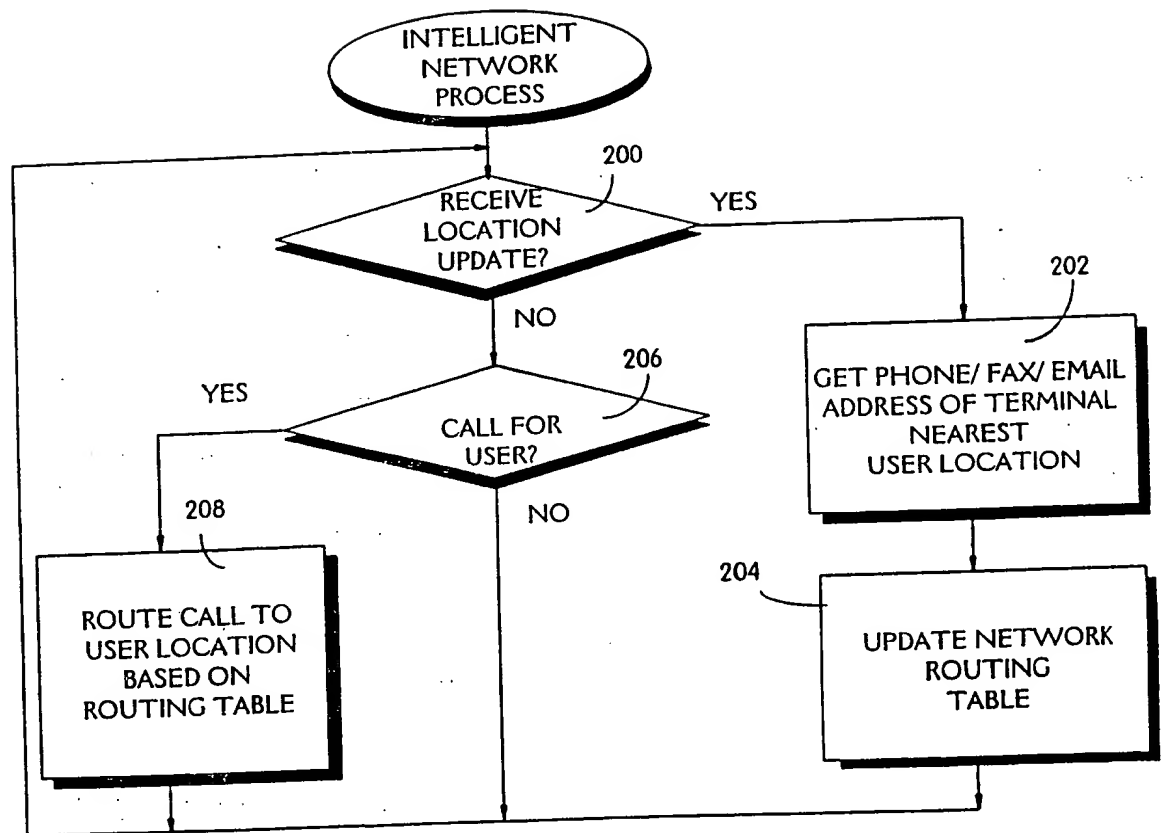 INTELLIGENT
NETWORK
PROCESS
200
RECEIVE
LOCATION
UPDATE?
YES
NO
202
GET PHONE/ FAX/ EMAIL
ADDRESS OF TERMINAL
NEAREST
USER LOCATION
206
YES
CALL FOR
USER?
NO
208
ROUTE CALL TO
USER LOCATION
BASED ON
ROUTING TABLE
204
UPDATE NETWORK
ROUTING
TABLE